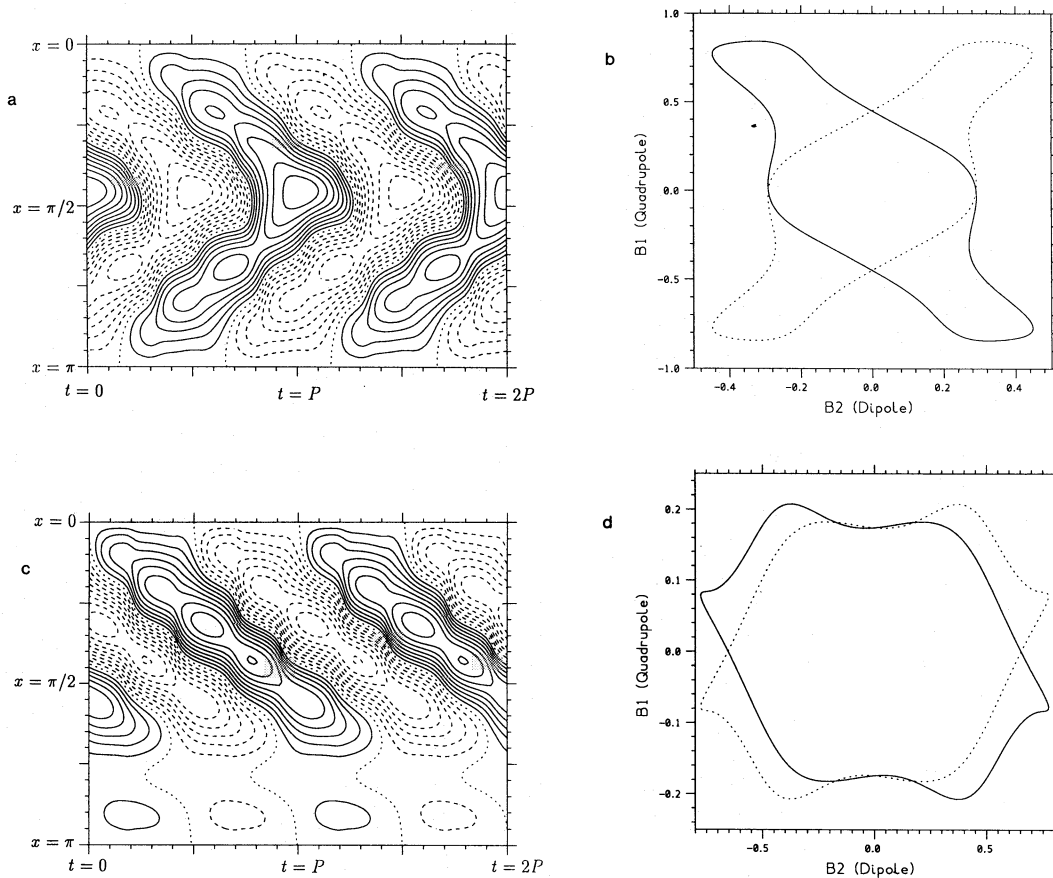 a
x = 0
x = π/2
x = π
t = 0
t = P
t = 2P
b
1.0
0.5
0.0
-0.5
-1.0
B1 (Quadrupole)
-0.4
-0.2
0.0
0.2
0.4
B2 (Dipole)
c
x = 0
x = π/2
x = π
t = 0
t = P
t = 2P
d
0.2
0.1
0.0
-0.1
-0.2
B1 (Quadrupole)
-0.5
0.0
0.5
B2 (Dipole)